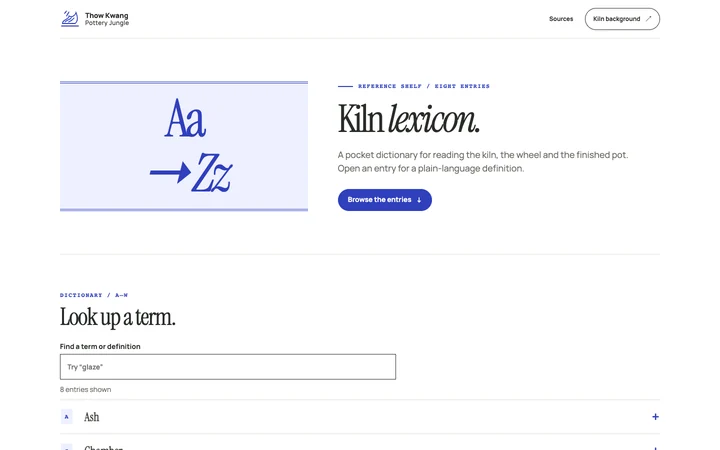 Thow Kwang
Pottery Jungle
Sources
Kiln background ↗
Aa
→Zz
REFERENCE SHELF / EIGHT ENTRIES
Kiln lexicon.
A pocket dictionary for reading the kiln, the wheel and the finished pot.
Open an entry for a plain-language definition.
Browse the entries ↓
DICTIONARY / A–W
Look up a term.
Find a term or definition
Try “glaze”
8 entries shown
A Ash +